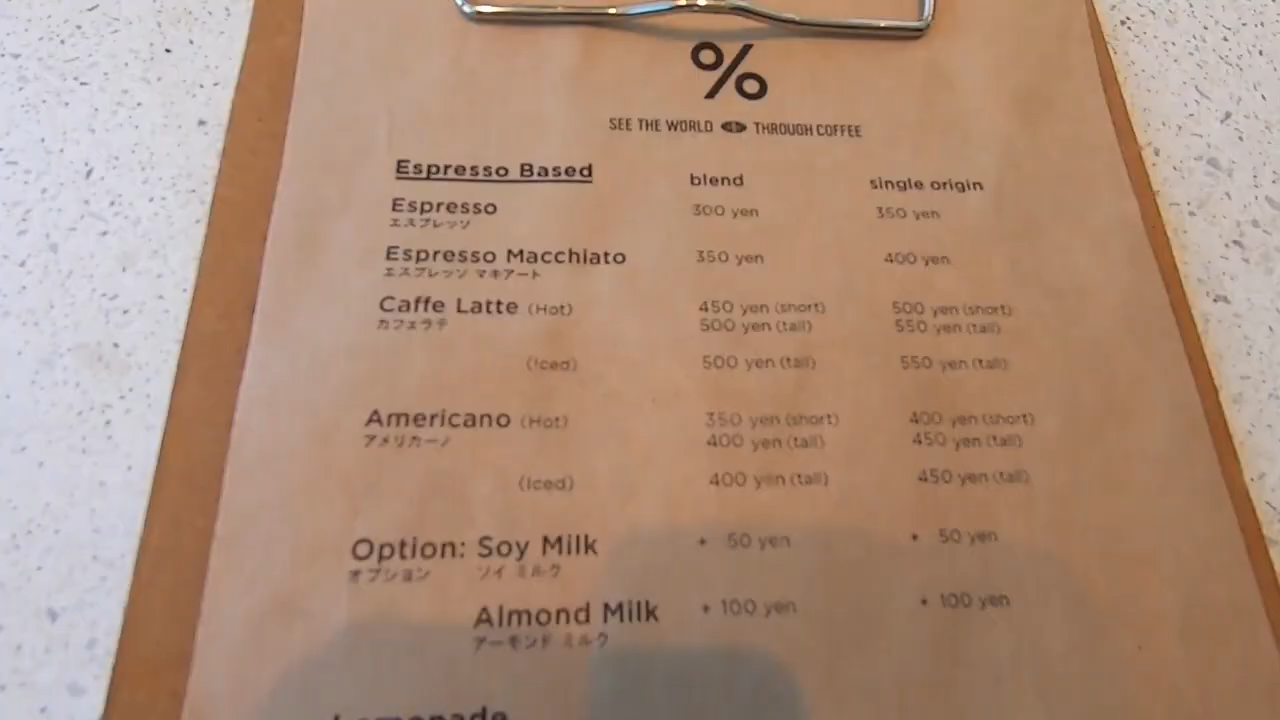 %
SEE THE WORLD THROUGH COFFEE
Espresso Based blend single origin
Espresso 300 yen 350 yen
エスプレッソ
Espresso Macchiato 350 yen 400 yen
エスプレッソ マキアート
Caffe Latte (Hot) 450 yen (short) 500 yen (short)
カフェラテ 500 yen (tall) 550 yen (tall)
(Iced) 500 yen (tall) 550 yen (tall)
Americano (Hot) 350 yen (short) 400 yen (short)
アメリカーノ 400 yen (tall) 450 yen (tall)
(Iced) 400 yen (tall) 450 yen (tall)
Option: Soy Milk + 50 yen + 50 yen
オプション ソイ ミルク
Almond Milk + 100 yen + 100 yen
アーモンド ミルク
Lemonade